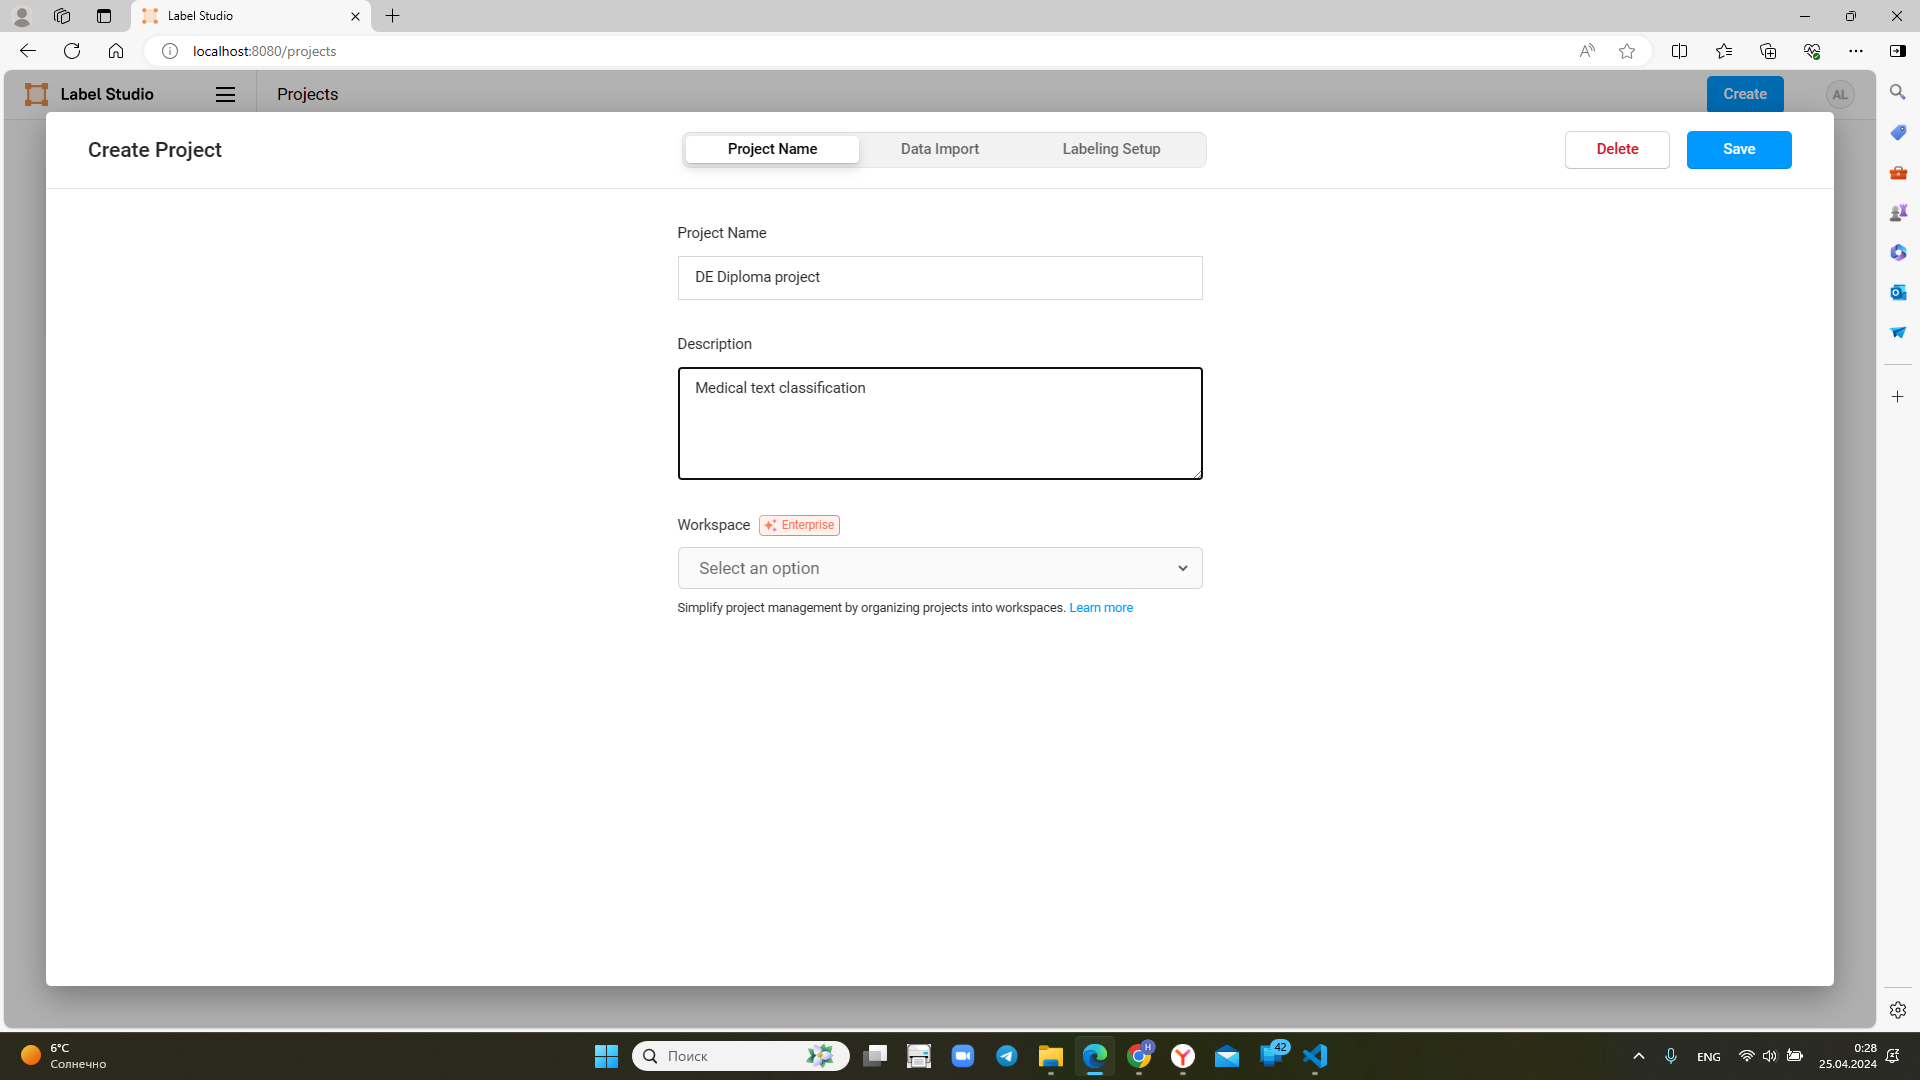 Label Studio
localhost:8080/projects
Label Studio
Projects
Create
AL
Create Project
Project Name
Data Import
Labeling Setup
Delete
Save
Project Name
DE Diploma project
Description
Medical text classification
Workspace
Enterprise
Select an option
Simplify project management by organizing projects into workspaces. Learn more
6°C
Солнечно
Поиск
H
42
ENG
0:28
25.04.2024